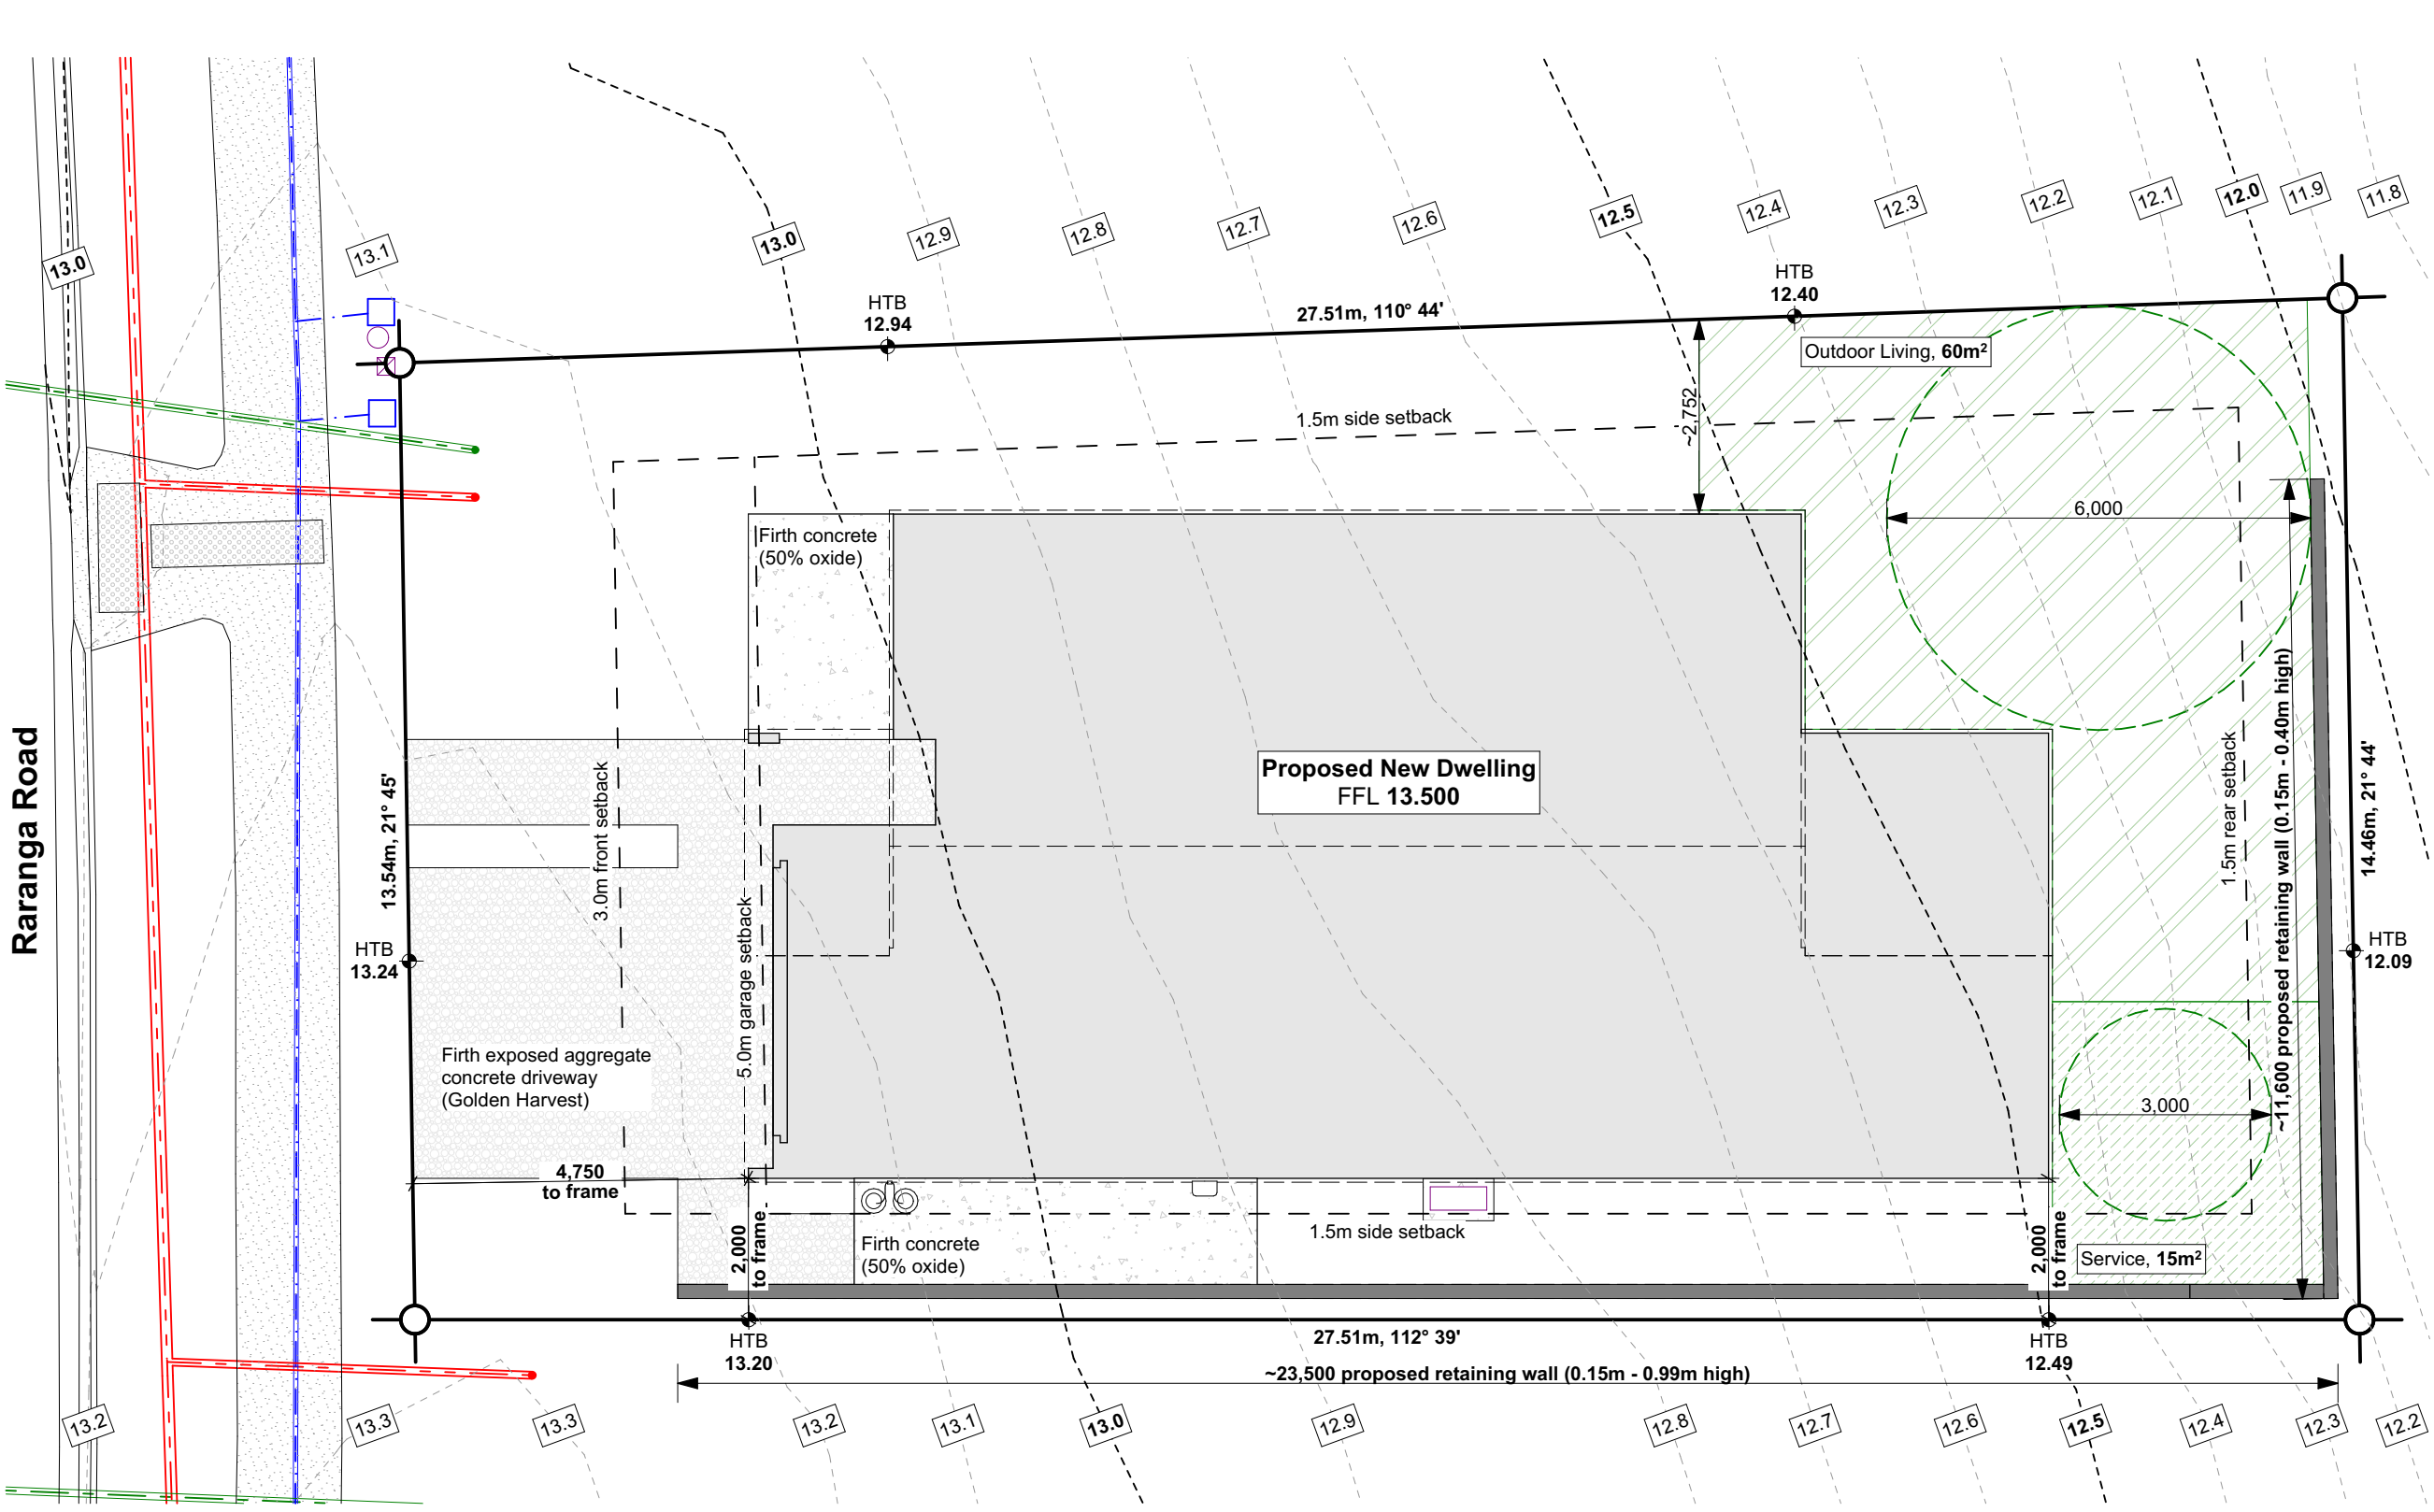 13.0
13.1
13.0
12.9
12.8
12.7
12.6
12.5
12.4
12.3
12.2
12.1
12.0
11.9
11.8
HTB
12.94
27.51m, 110° 44'
HTB
12.40
Outdoor Living, 60m²
~2,752
1.5m side setback
6,000
Firth concrete
(50% oxide)
Proposed New Dwelling
FFL 13.500
Raranga Road
13.54m, 21° 45'
3.0m front setback
5.0m garage setback
1.5m rear setback
~11,600 proposed retaining wall (0.15m - 0.40m high)
14.46m, 21° 44'
HTB
13.24
HTB
12.09
Firth exposed aggregate
concrete driveway
(Golden Harvest)
3,000
4,750
to frame
2,000
to frame
Firth concrete
(50% oxide)
1.5m side setback
2,000
to frame
Service, 15m²
HTB
13.20
27.51m, 112° 39'
HTB
12.49
~23,500 proposed retaining wall (0.15m - 0.99m high)
13.2
13.3
13.3
13.2
13.1
13.0
12.9
12.8
12.7
12.6
12.5
12.4
12.3
12.2